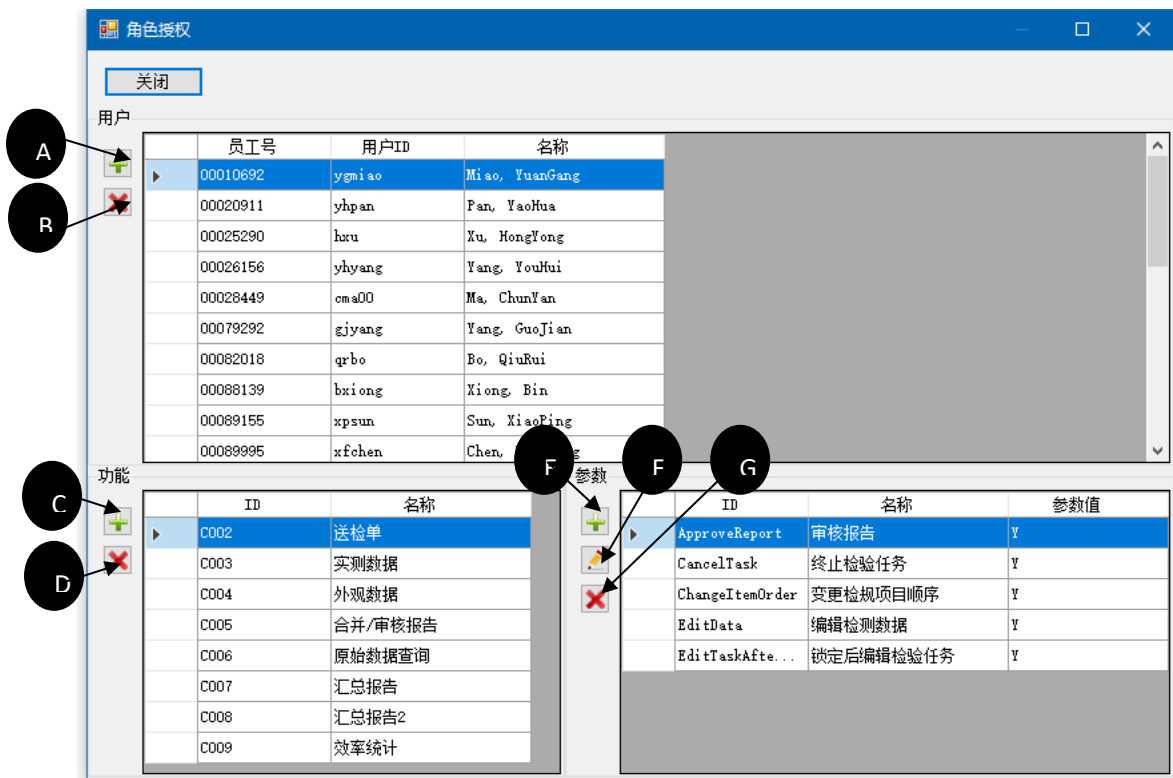 角色授权
关闭
用户
A
B
员工号 用户ID 名称
00010692 ygmiao Miao, YuanGang
00020911 yhpan Pan, YaoHua
00025290 hxu Xu, HongYong
00026156 yhyang Yang, YouHui
00028449 cma00 Ma, ChunYan
00079292 gjyang Yang, GuoJian
00082018 qrbo Bo, QiuRui
00088139 bxiong Xiong, Bin
00089155 xpsun Sun, XiaoPing
00089995 xfchen Chen,
功能
C
D
ID 名称
C002 送检单
C003 实测数据
C004 外观数据
C005 合并/审核报告
C006 原始数据查询
C007 汇总报告
C008 汇总报告2
C009 效率统计
参数
G
ID 名称 参数值
ApproveReport 审核报告 Y
CancelTask 终止检验任务 Y
ChangeItemOrder 变更检规项目顺序 Y
EditData 编辑检测数据 Y
EditTaskAfte... 锁定后编辑检验任务 Y